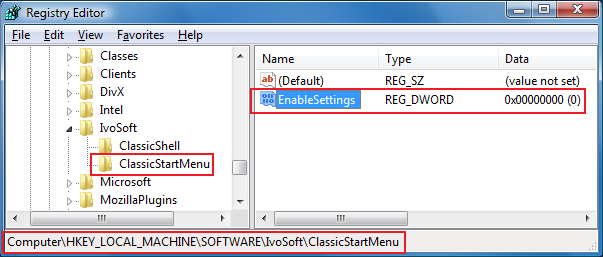 Registry Editor
File Edit View Favorites Help
Classes
Clients
DivX
Intel
IvoSoft
ClassicShell
ClassicStartMenu
Microsoft
MozillaPlugins
Name Type Data
ab (Default) REG_SZ (value not set)
EnableSettings REG_DWORD 0x00000000 (0)
Computer\HKEY_LOCAL_MACHINE\SOFTWARE\IvoSoft\ClassicStartMenu